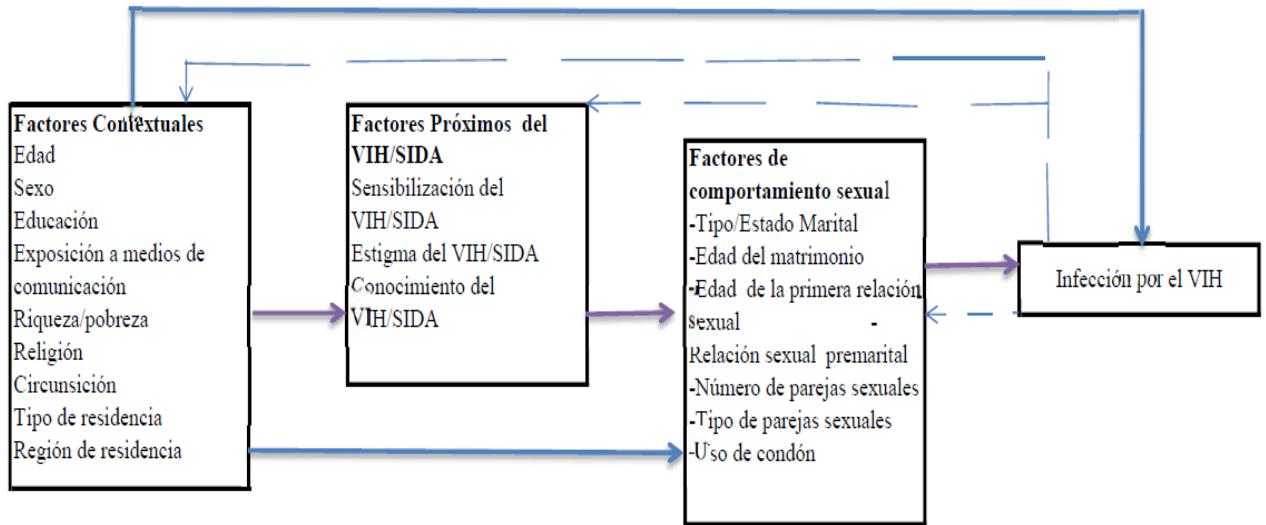 Factores Contextuales
Edad
Sexo
Educación
Exposición a medios de
comunicación
Riqueza/pobreza
Religión
Circunsición
Tipo de residencia
Región de residencia
Factores Próximos del
VIH/SIDA
Sensibilización del
VIH/SIDA
Estigma del VIH/SIDA
Conocimiento del
VIH/SIDA
Factores de
comportamiento sexual
-Tipo/Estado Marital
-Edad del matrimonio
-Edad de la primera relación
sexual -
Relación sexual premarital
-Número de parejas sexuales
-Tipo de parejas sexuales
-Uso de condón
Infección por el VIH